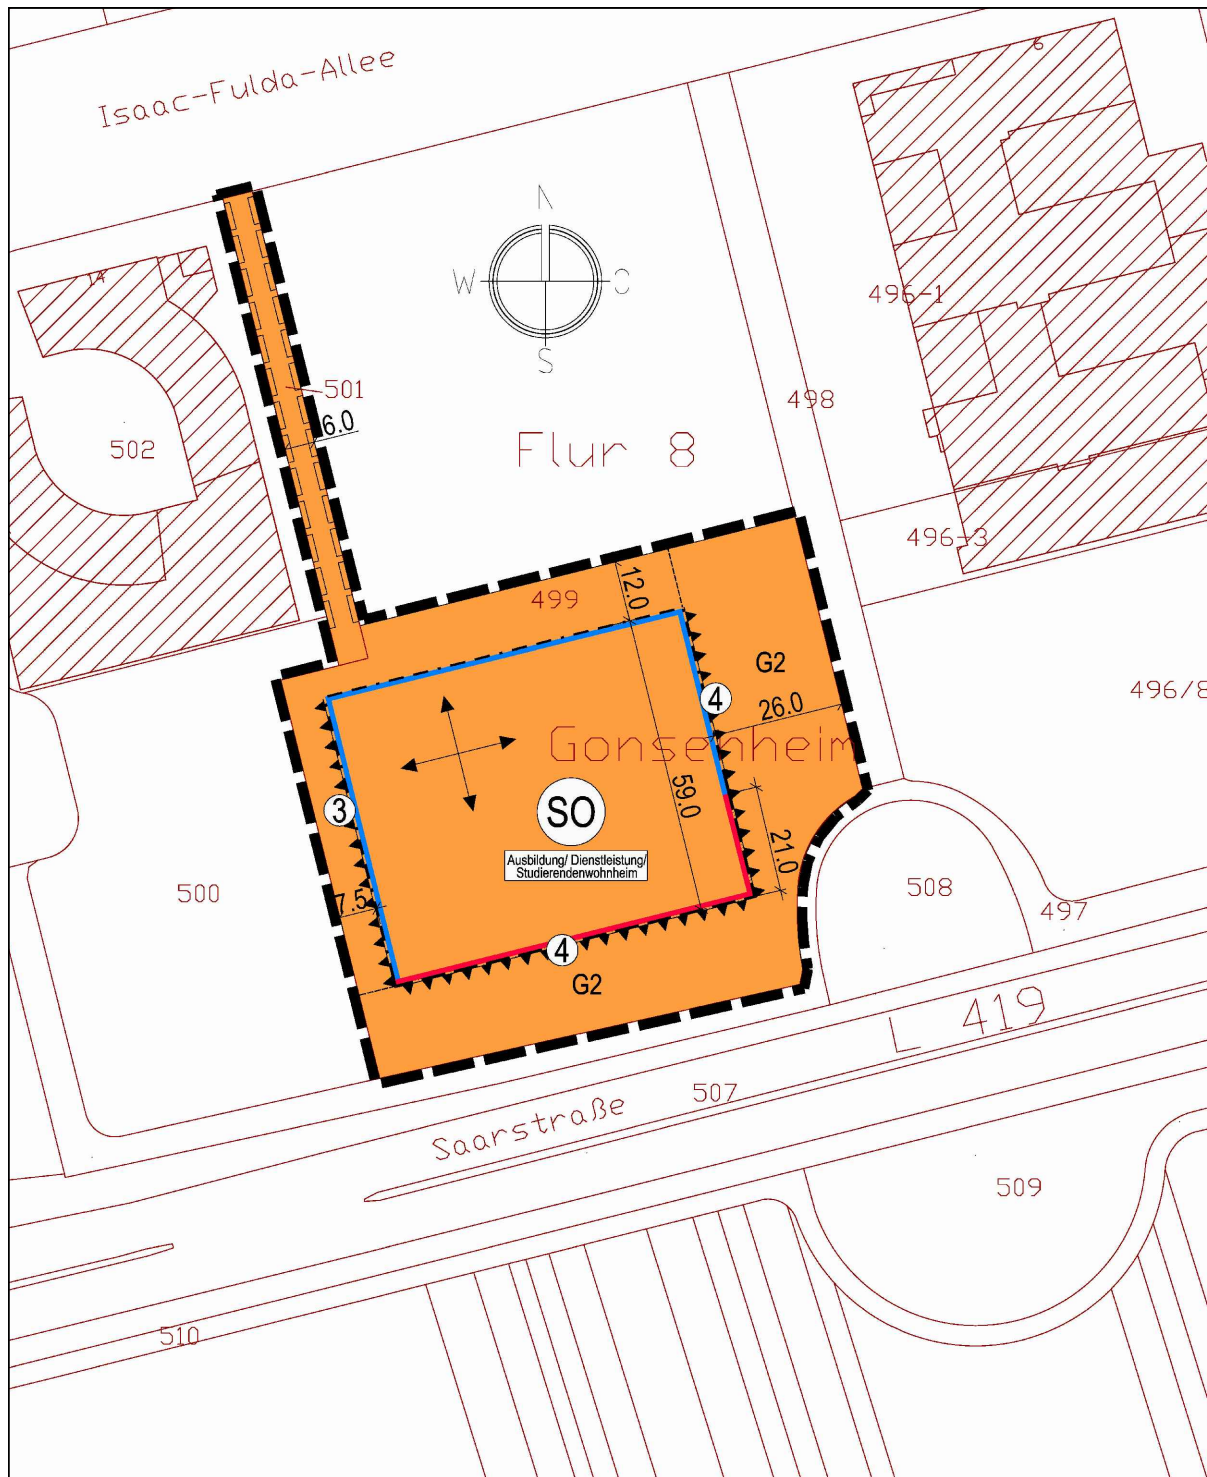 Isaac-Fulda-Allee
6
14
N
W
O
S
496-1
501
498
6.0
502
Flur 8
496-3
12.0
499
G2
496/8
4
26.0
Gonsenheim
59.0
3
SO
21.0
Ausbildung/ Dienstleistung/
Studierendenwohnheim
500
7.5
508
497
4
G2
L 419
507
Saarstraße
509
510